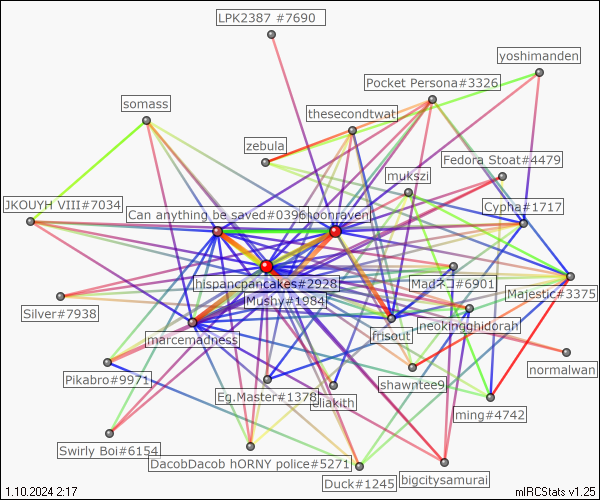 LPK2387 #7690
yoshimanden
Pocket Persona#3326
somass
thesecondtwat
zebula
Fedora Stoat#4479
mukszi
JKOUYH VIII#7034
Cypha#1717
Can anything be saved#0396
noonraven
hispancpancakes#2928
Madネコ#6901
Majestic#3375
Mushy#1984
Silver#7938
neokingghidorah
marcemadness
frisout
normalwan
Pikabro#9971
shawntee9
Eg.Master#1378
eliakith
ming#4742
Swirly Boi#6154
DacobDacob hORNY police#5271
Duck#1245
bigcitysamurai
1.10.2024 2:17
mIRCStats v1.25